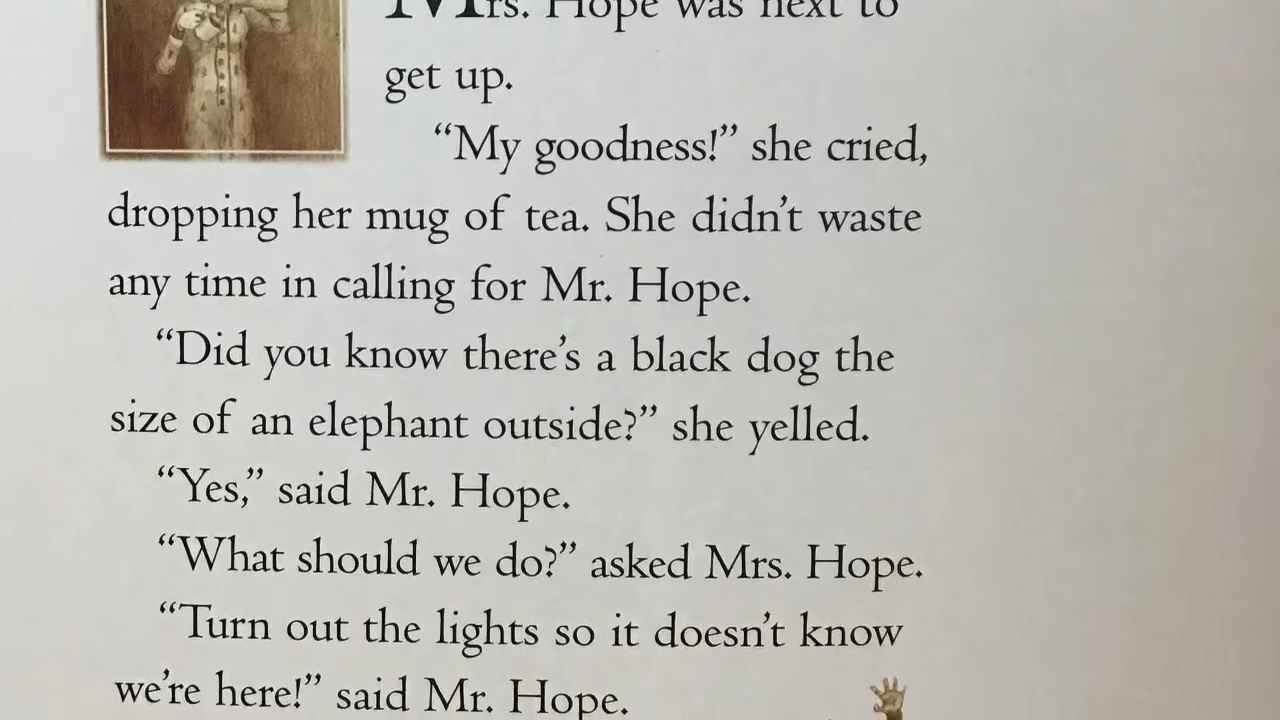 Mrs. Hope was next to
get up.
“My goodness!” she cried,
dropping her mug of tea. She didn’t waste
any time in calling for Mr. Hope.
“Did you know there’s a black dog the
size of an elephant outside?” she yelled.
“Yes,” said Mr. Hope.
“What should we do?” asked Mrs. Hope.
“Turn out the lights so it doesn’t know
we’re here!” said Mr. Hope.